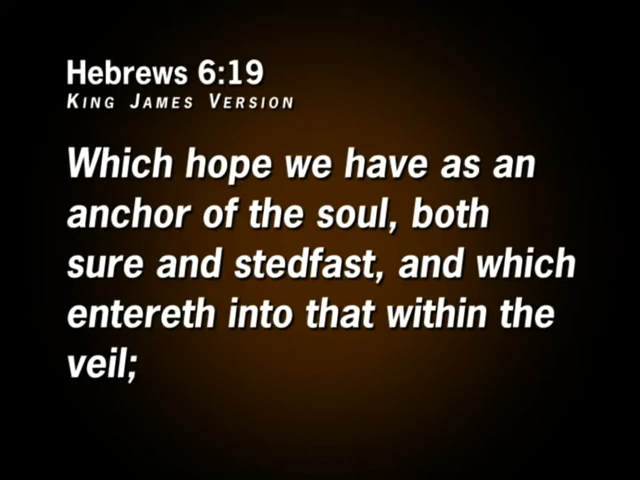 Hebrews 6:19
King James Version
Which hope we have as an
anchor of the soul, both
sure and stedfast, and which
entereth into that within the
veil;